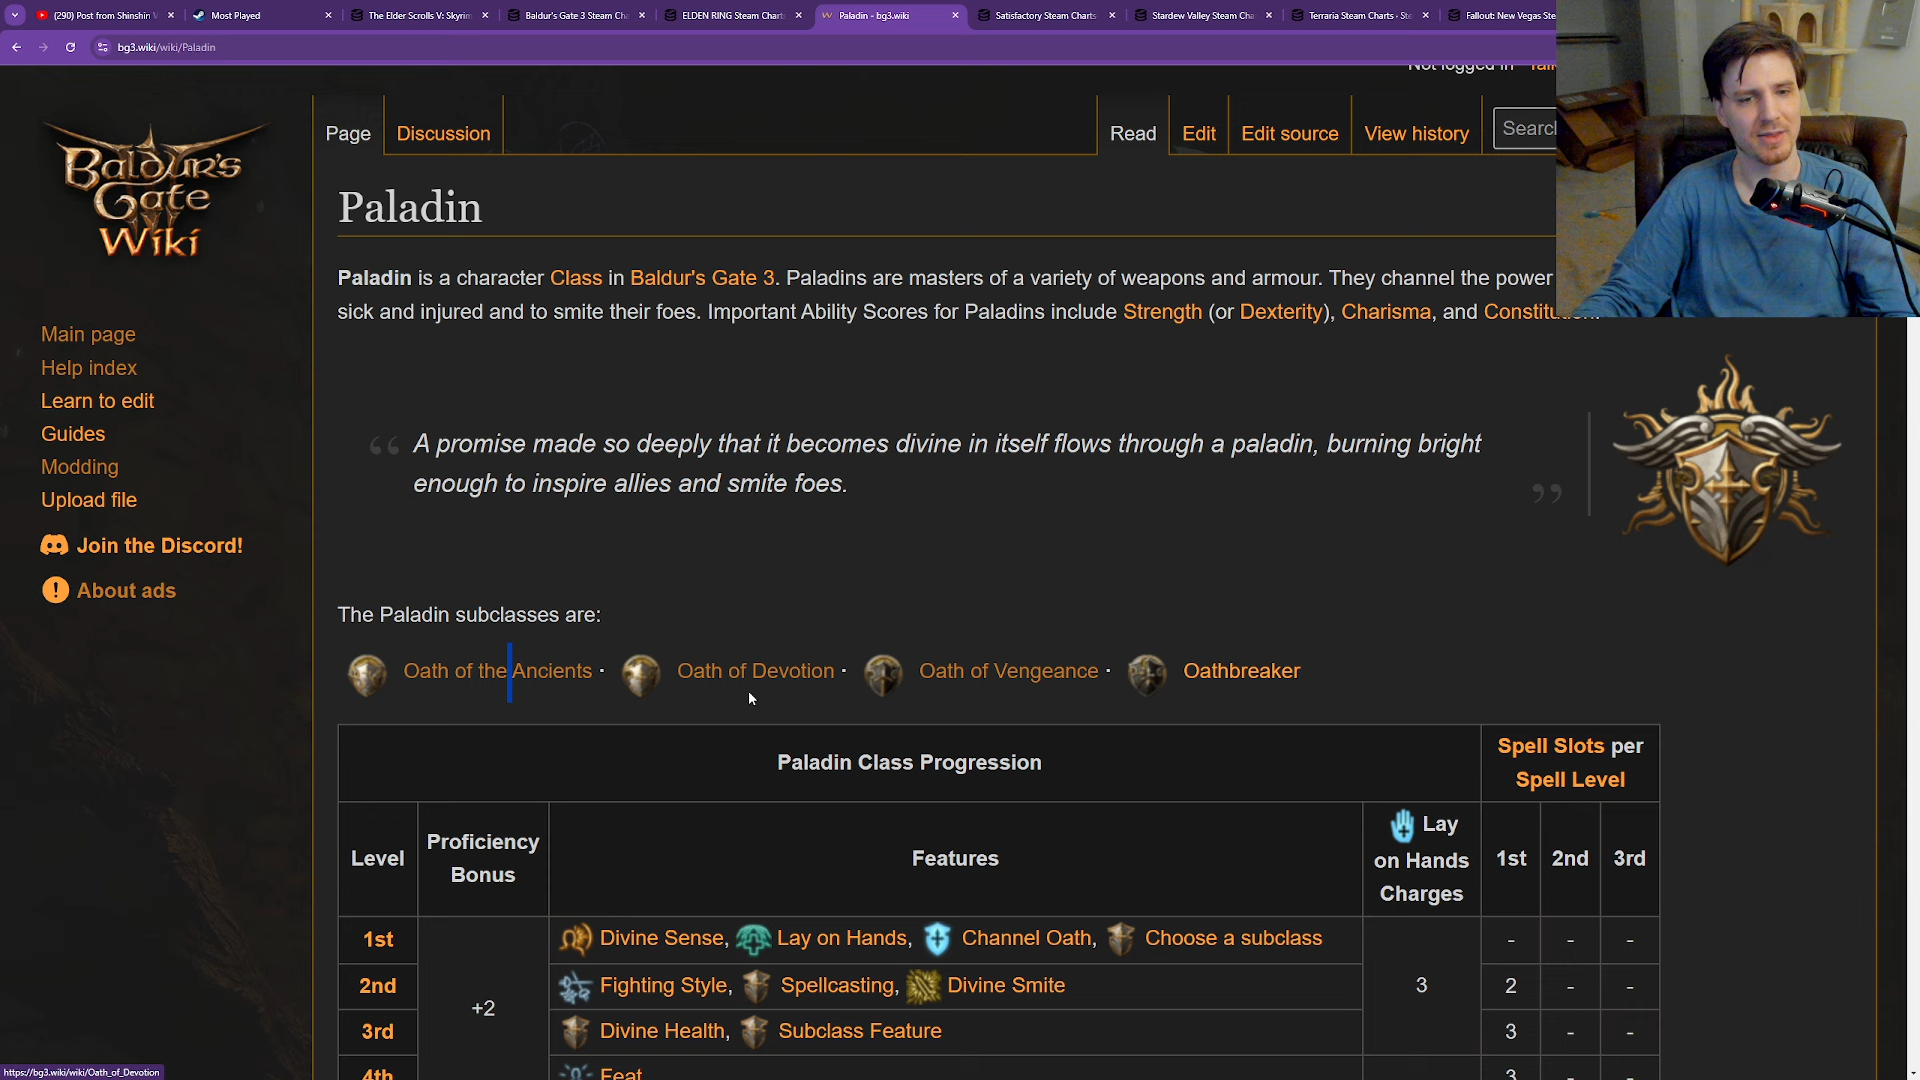 (290) Post from Shinshin
Most Played
The Elder Scrolls V: Skyrim
Baldur's Gate 3 Steam Cha
ELDEN RING Steam Charts
Paladin - bg3.wiki
Satisfactory Steam Charts
Stardew Valley Steam Cha
Terraria Steam Charts · Ste
Fallout: New Vegas Stea
bg3.wiki/wiki/Paladin
Not logged in
Talk
Baldur's
Gate
Wiki
Page
Discussion
Read
Edit
Edit source
View history
Search
Paladin
Paladin is a character Class in Baldur's Gate 3. Paladins are masters of a variety of weapons and armour. They channel the power
sick and injured and to smite their foes. Important Ability Scores for Paladins include Strength (or Dexterity), Charisma, and Constitution.
Main page
Help index
Learn to edit
Guides
Modding
Upload file
Join the Discord!
About ads
“ A promise made so deeply that it becomes divine in itself flows through a paladin, burning bright
enough to inspire allies and smite foes. ”
The Paladin subclasses are:
Oath of the Ancients · Oath of Devotion · Oath of Vengeance · Oathbreaker
Paladin Class Progression
Spell Slots per
Spell Level
Level
Proficiency
Bonus
Features
Lay
on Hands
Charges
1st
2nd
3rd
1st
Divine Sense, Lay on Hands, Channel Oath, Choose a subclass
- - -
2nd
+2
Fighting Style, Spellcasting, Divine Smite
3
2 - -
3rd
Divine Health, Subclass Feature
3 - -
4th
Feat
3 - -
https://bg3.wiki/wiki/Oath_of_Devotion